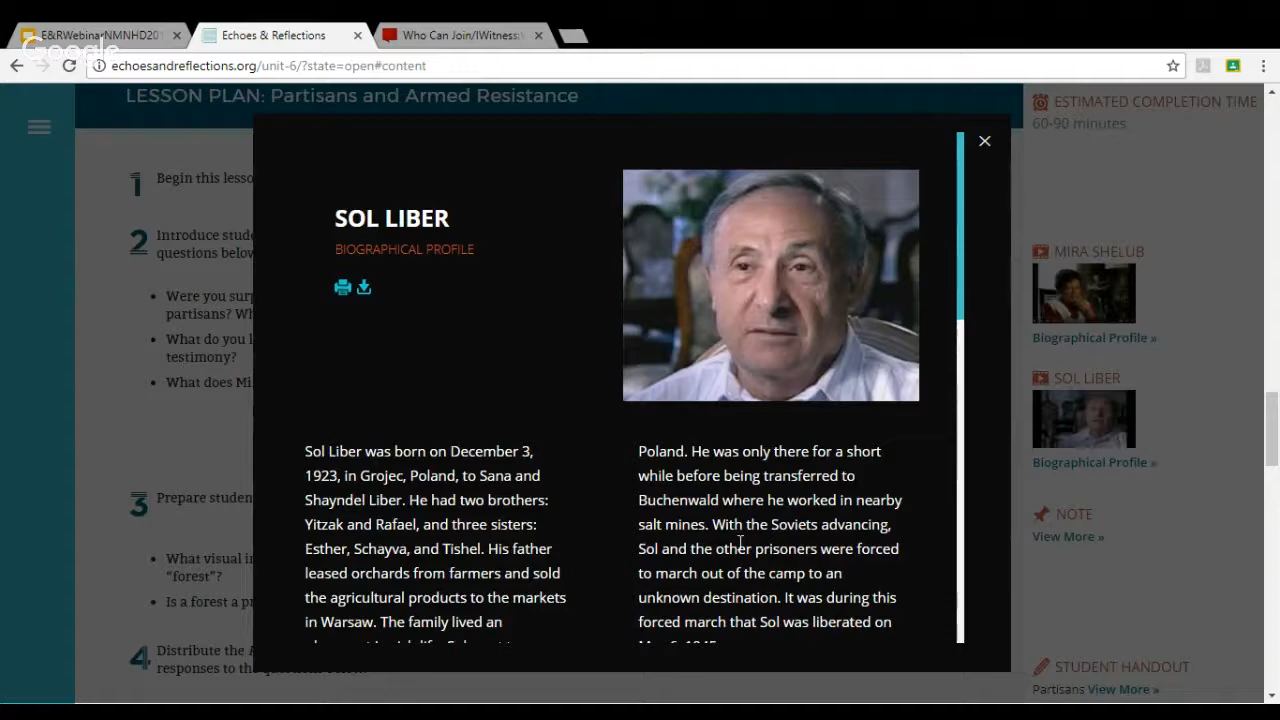 E&RWebinarNMNHD201
Echoes & Reflections
Who Can Join/IWitness:
Google
echoesandreflections.org/unit-6/?state=open#content
LESSON PLAN: Partisans and Armed Resistance
1 Begin this lesso
2 Introduce stude
questions below
• Were you surp
partisans? Wh
• What do you l
testimony?
• What does Mi
3 Prepare studen
• What visual in
"forest"?
• Is a forest a p
4 Distribute the
responses to the questions below.
SOL LIBER
BIOGRAPHICAL PROFILE
Sol Liber was born on December 3,
1923, in Grojec, Poland, to Sana and
Shayndel Liber. He had two brothers:
Yitzak and Rafael, and three sisters:
Esther, Schayva, and Tishel. His father
leased orchards from farmers and sold
the agricultural products to the markets
in Warsaw. The family lived an
Poland. He was only there for a short
while before being transferred to
Buchenwald where he worked in nearby
salt mines. With the Soviets advancing,
Sol and the other prisoners were forced
to march out of the camp to an
unknown destination. It was during this
forced march that Sol was liberated on
ESTIMATED COMPLETION TIME
60-90 minutes
MIRA SHELUB
Biographical Profile »
SOL LIBER
Biographical Profile »
NOTE
View More »
STUDENT HANDOUT
Partisans View More »